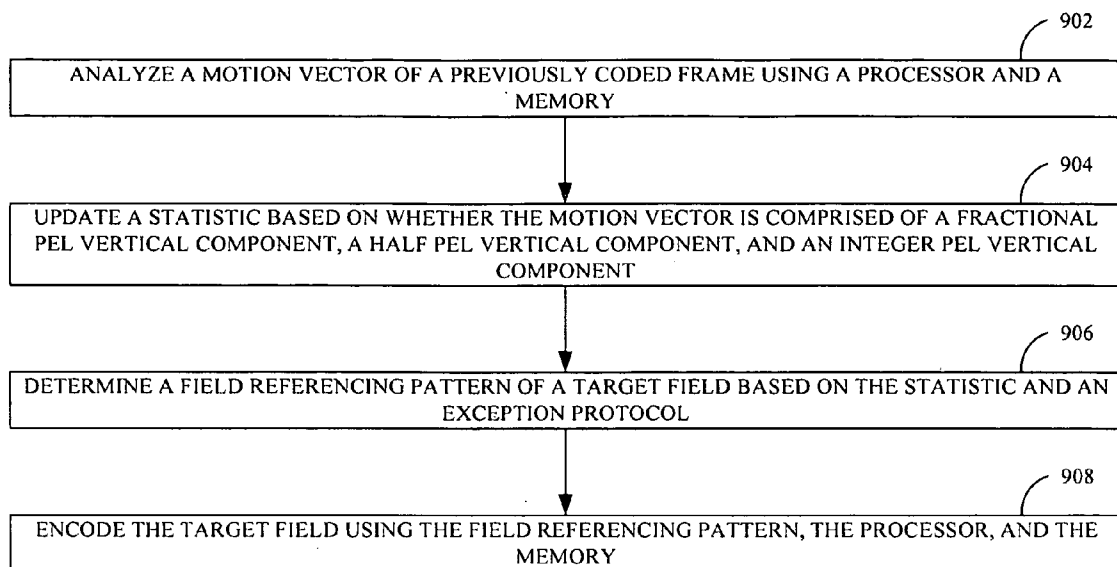 902
ANALYZE A MOTION VECTOR OF A PREVIOUSLY CODED FRAME USING A PROCESSOR AND A
MEMORY
904
UPDATE A STATISTIC BASED ON WHETHER THE MOTION VECTOR IS COMPRISED OF A FRACTIONAL
PEL VERTICAL COMPONENT, A HALF PEL VERTICAL COMPONENT, AND AN INTEGER PEL VERTICAL
COMPONENT
906
DETERMINE A FIELD REFERENCING PATTERN OF A TARGET FIELD BASED ON THE STATISTIC AND AN
EXCEPTION PROTOCOL
908
ENCODE THE TARGET FIELD USING THE FIELD REFERENCING PATTERN, THE PROCESSOR, AND THE
MEMORY